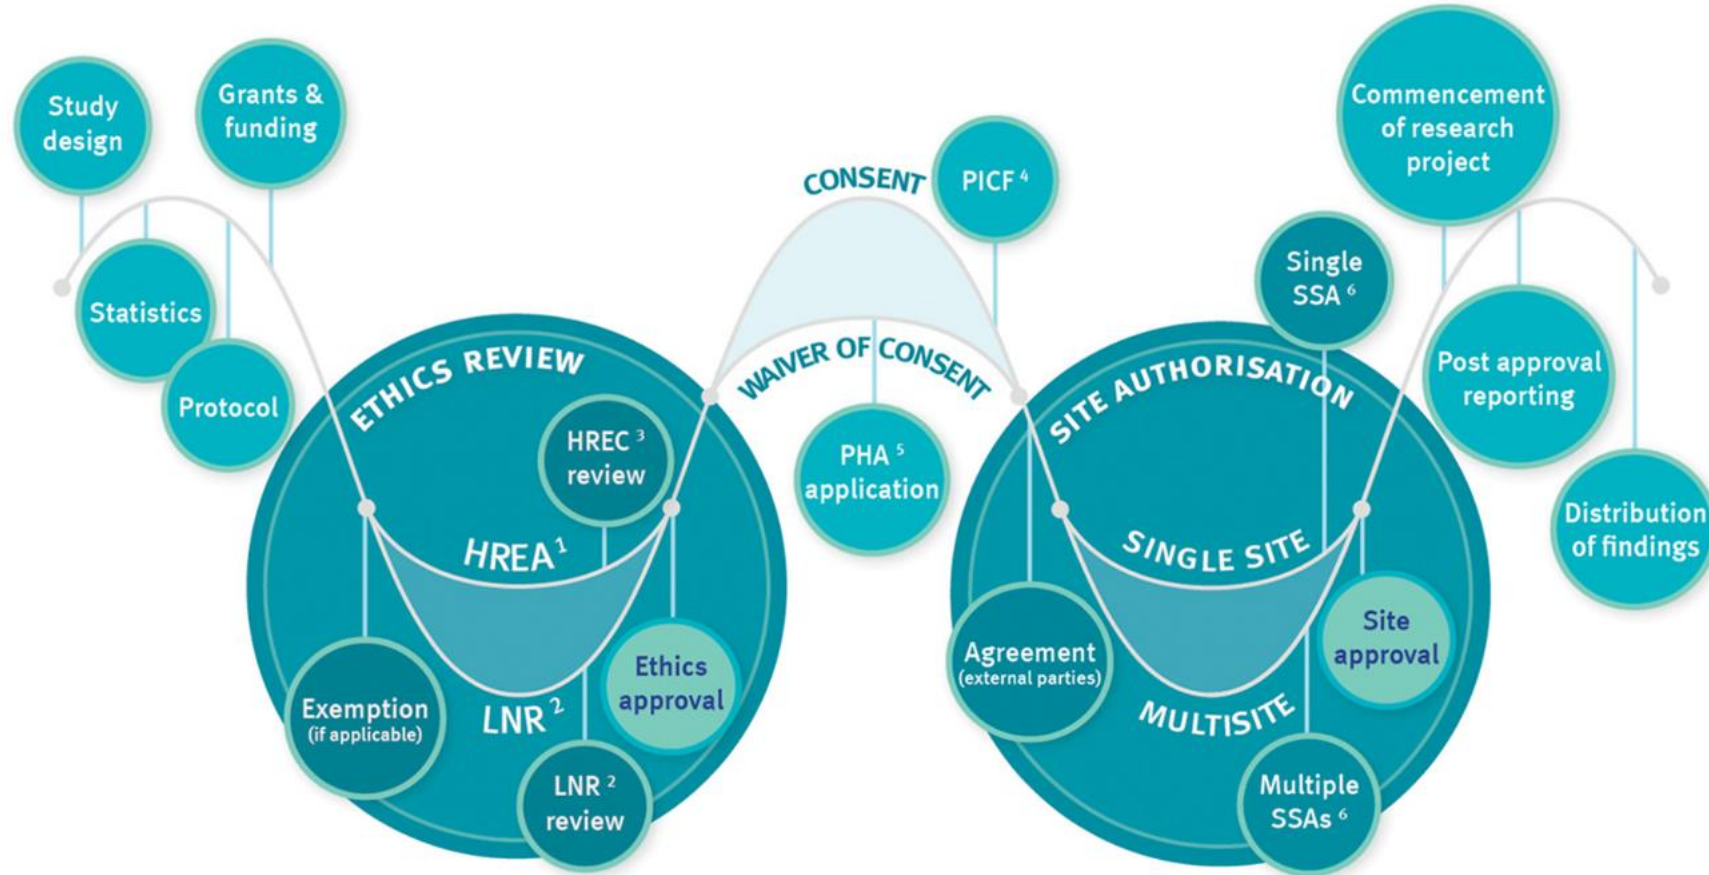 Study
design
Grants &
funding
Statistics
Protocol
ETHICS REVIEW
HREC ³
review
HREA¹
LNR ²
Exemption
(if applicable)
Ethics
approval
LNR ²
review
CONSENT
PICF ⁴
WAIVER OF CONSENT
PHA ⁵
application
SITE AUTHORISATION
Single
SSA ⁶
SINGLE SITE
MULTISITE
Agreement
(external parties)
Site
approval
Multiple
SSAs ⁶
Commencement
of research
project
Post approval
reporting
Distribution
of findings